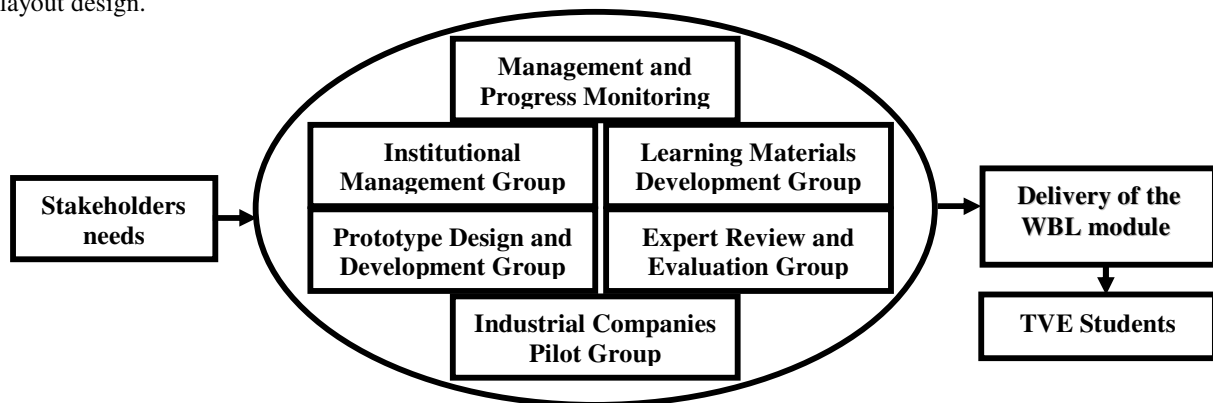 layout design.
Management and
Progress Monitoring
Institutional
Management Group
Learning Materials
Development Group
Stakeholders
needs
Prototype Design and
Development Group
Expert Review and
Evaluation Group
Industrial Companies
Pilot Group
Delivery of the
WBL module
TVE Students